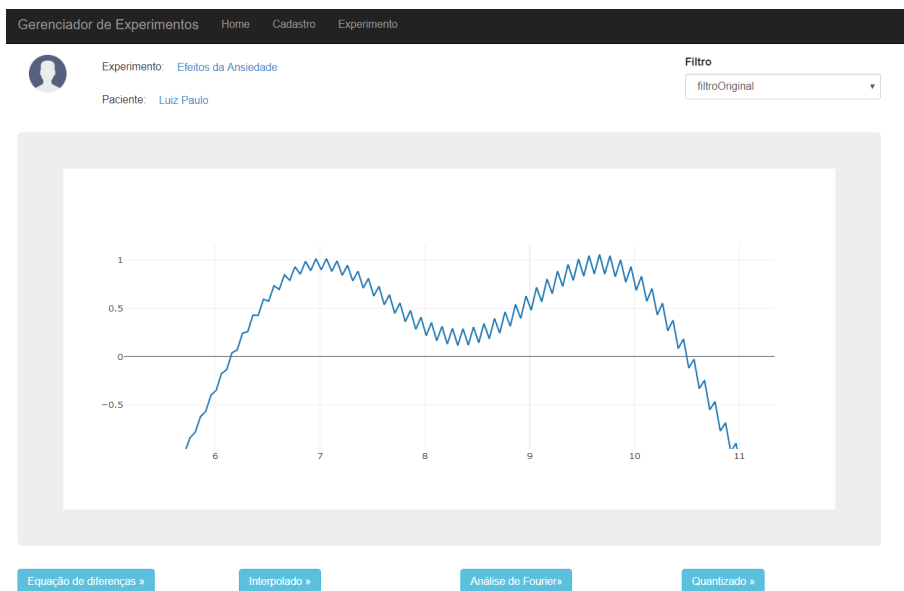 Gerenciador de Experimentos Home Cadastro Experimento
Experimento: Efeitos da Ansiedade
Filtro
filtroOriginal
Paciente: Luiz Paulo
1
0.5
0
−0.5
6 7 8 9 10 11
Equação de diferenças » Interpolado » Análise de Fourier» Quantizado »